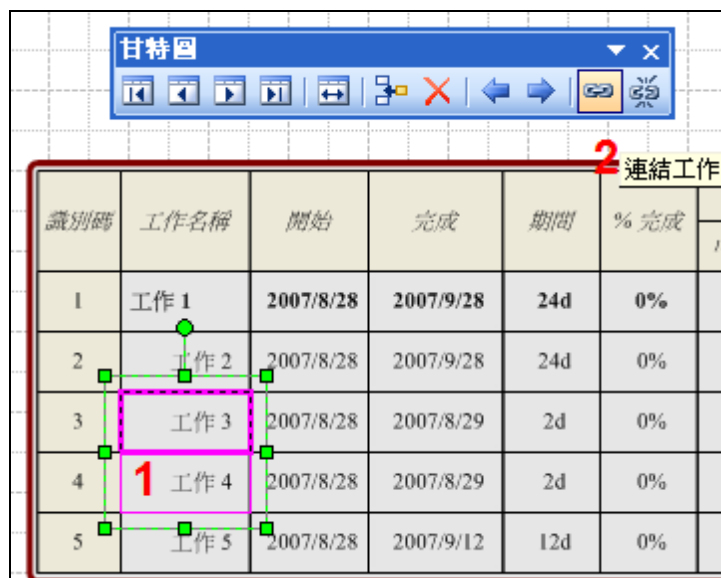 甘特圖
2 連結工作
識別碼 工作名稱 開始 完成 期間 % 完成
1 工作 1 2007/8/28 2007/9/28 24d 0%
2 工作 2 2007/8/28 2007/9/28 24d 0%
3 工作 3 2007/8/28 2007/8/29 2d 0%
4 1 工作 4 2007/8/28 2007/8/29 2d 0%
5 工作 5 2007/8/28 2007/9/12 12d 0%